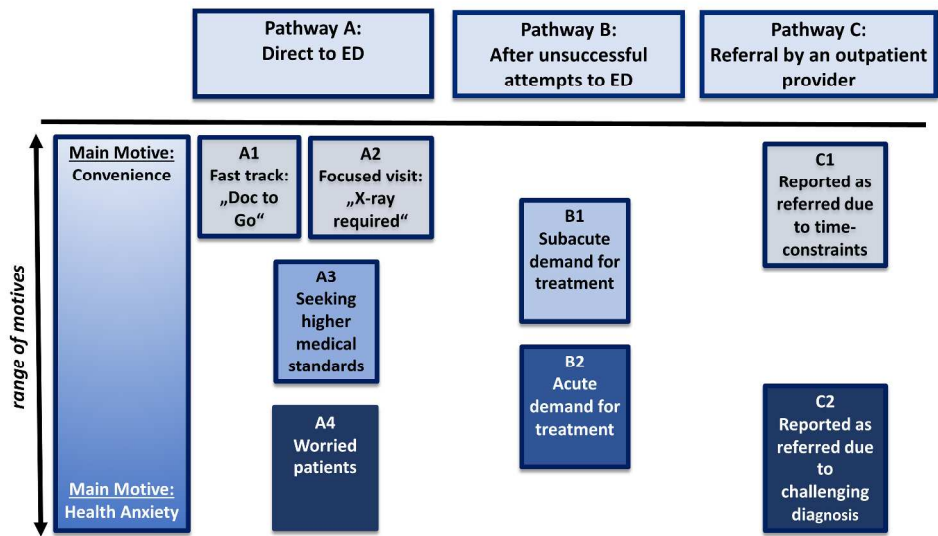 Pathway A:
Direct to ED
Pathway B:
After unsuccessful
attempts to ED
Pathway C:
Referral by an outpatient
provider
range of motives
Main Motive:
Convenience
Main Motive:
Health Anxiety
A1
Fast track:
„Doc to
Go“
A2
Focused visit:
„X-ray
required“
A3
Seeking
higher
medical
standards
A4
Worried
patients
B1
Subacute
demand for
treatment
B2
Acute
demand for
treatment
C1
Reported as
referred due
to time-
constraints
C2
Reported as
referred due
to
challenging
diagnosis